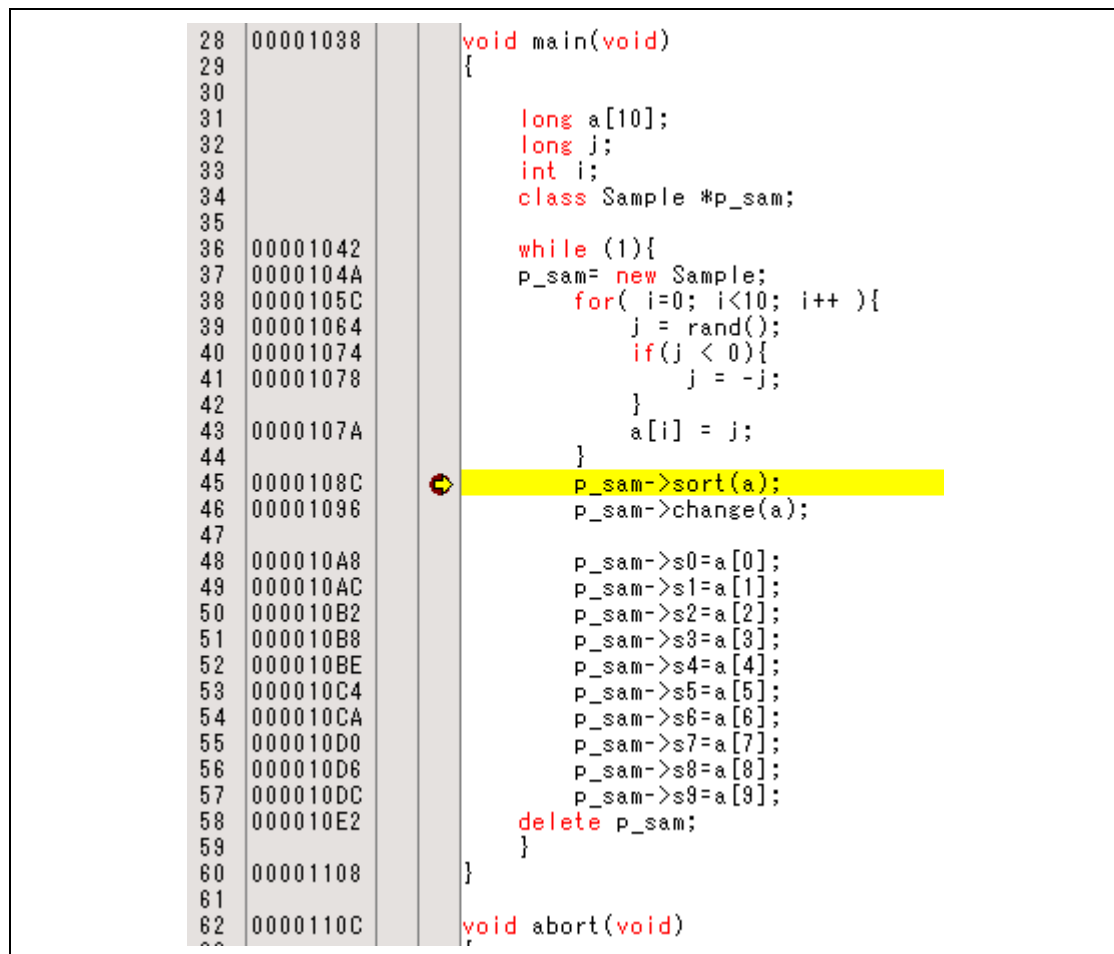 28 00001038 void main(void)
29 {
30
31 long a[10];
32 long j;
33 int i;
34 class Sample *p_sam;
35
36 00001042 while (1){
37 0000104A p_sam= new Sample;
38 0000105C for( i=0; i<10; i++ ){
39 00001064 j = rand();
40 00001074 if(j < 0){
41 00001078 j = -j;
42 }
43 0000107A a[i] = j;
44 }
45 0000108C p_sam->sort(a);
46 00001096 p_sam->change(a);
47
48 000010A8 p_sam->s0=a[0];
49 000010AC p_sam->s1=a[1];
50 000010B2 p_sam->s2=a[2];
51 000010B8 p_sam->s3=a[3];
52 000010BE p_sam->s4=a[4];
53 000010C4 p_sam->s5=a[5];
54 000010CA p_sam->s6=a[6];
55 000010D0 p_sam->s7=a[7];
56 000010D6 p_sam->s8=a[8];
57 000010DC p_sam->s9=a[9];
58 000010E2 delete p_sam;
59 }
60 00001108 }
61
62 0000110C void abort(void)